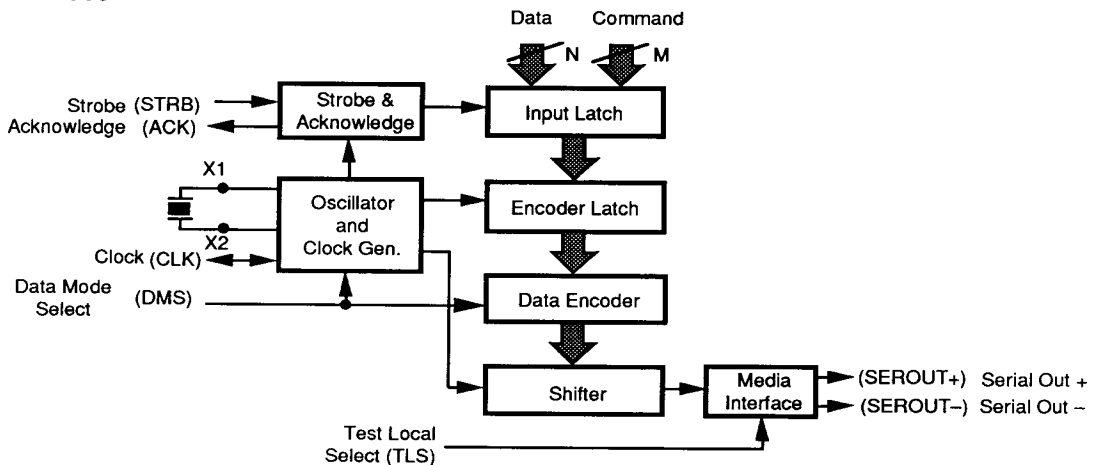 Data Command
N M
Strobe (STRB)
Acknowledge (ACK)
Strobe &
Acknowledge
Input Latch
X1
X2
Oscillator
and
Clock Gen.
Encoder Latch
Clock (CLK)
Data Mode
Select
(DMS)
Data Encoder
Shifter
Media
Interface
(SEROUT+) Serial Out +
(SEROUT–) Serial Out –
Test Local
Select (TLS)